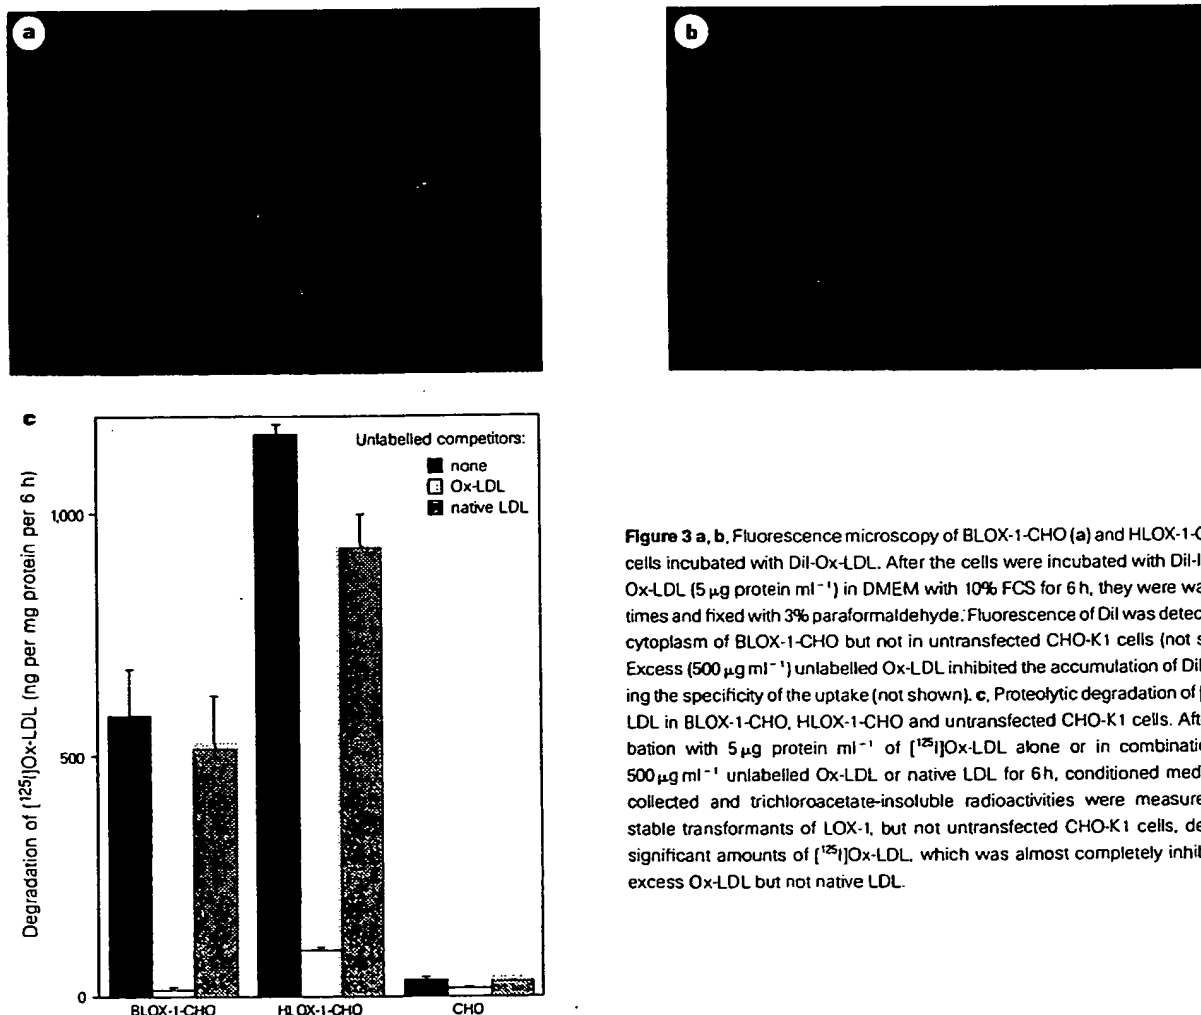 a
b
c
Degradation of [¹²⁵I]Ox-LDL (ng per mg protein per 6 h)
1,000
500
0
Unlabelled competitors:
none
Ox-LDL
native LDL
BLOX-1-CHO
HLOX-1-CHO
CHO
Figure 3 a, b, Fluorescence microscopy of BLOX-1-CHO (a) and HLOX-1-C
cells incubated with DiI-Ox-LDL. After the cells were incubated with DiI-l
Ox-LDL (5 μg protein ml⁻¹) in DMEM with 10% FCS for 6 h, they were wa
times and fixed with 3% paraformaldehyde. Fluorescence of DiI was detec
cytoplasm of BLOX-1-CHO but not in untransfected CHO-K1 cells (not s
Excess (500 μg ml⁻¹) unlabelled Ox-LDL inhibited the accumulation of DiI
ing the specificity of the uptake (not shown). c, Proteolytic degradation of [
LDL in BLOX-1-CHO, HLOX-1-CHO and untransfected CHO-K1 cells. Aft
bation with 5 μg protein ml⁻¹ of [¹²⁵I]Ox-LDL alone or in combinatio
500 μg ml⁻¹ unlabelled Ox-LDL or native LDL for 6 h, conditioned med
collected and trichloroacetate-insoluble radioactivities were measure
stable transformants of LOX-1, but not untransfected CHO-K1 cells, de
significant amounts of [¹²⁵I]Ox-LDL, which was almost completely inhil
excess Ox-LDL but not native LDL.